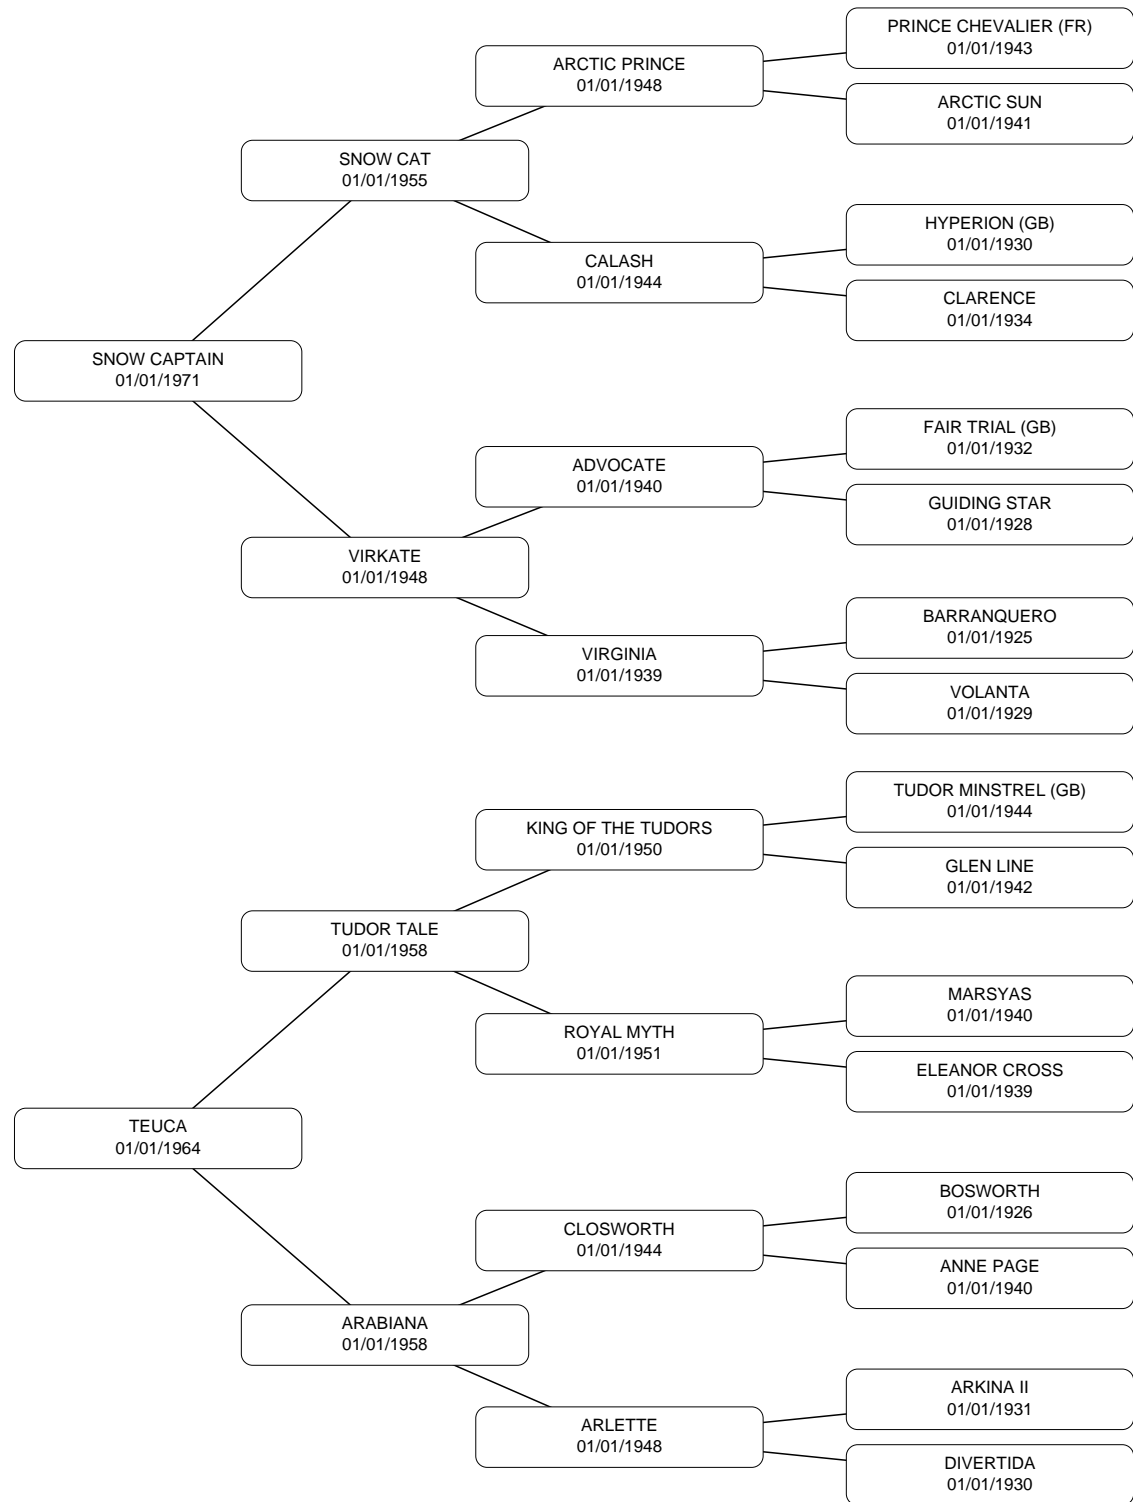 PRINCE CHEVALIER (FR)
01/01/1943
ARCTIC PRINCE
01/01/1948
ARCTIC SUN
01/01/1941
SNOW CAT
01/01/1955
HYPERION (GB)
01/01/1930
CALASH
01/01/1944
CLARENCE
01/01/1934
SNOW CAPTAIN
01/01/1971
FAIR TRIAL (GB)
01/01/1932
ADVOCATE
01/01/1940
GUIDING STAR
01/01/1928
VIRKATE
01/01/1948
BARRANQUERO
01/01/1925
VIRGINIA
01/01/1939
VOLANTA
01/01/1929
TUDOR MINSTREL (GB)
01/01/1944
KING OF THE TUDORS
01/01/1950
GLEN LINE
01/01/1942
TUDOR TALE
01/01/1958
MARSYAS
01/01/1940
ROYAL MYTH
01/01/1951
ELEANOR CROSS
01/01/1939
TEUCA
01/01/1964
BOSWORTH
01/01/1926
CLOSWORTH
01/01/1944
ANNE PAGE
01/01/1940
ARABIANA
01/01/1958
ARKINA II
01/01/1931
ARLETTE
01/01/1948
DIVERTIDA
01/01/1930